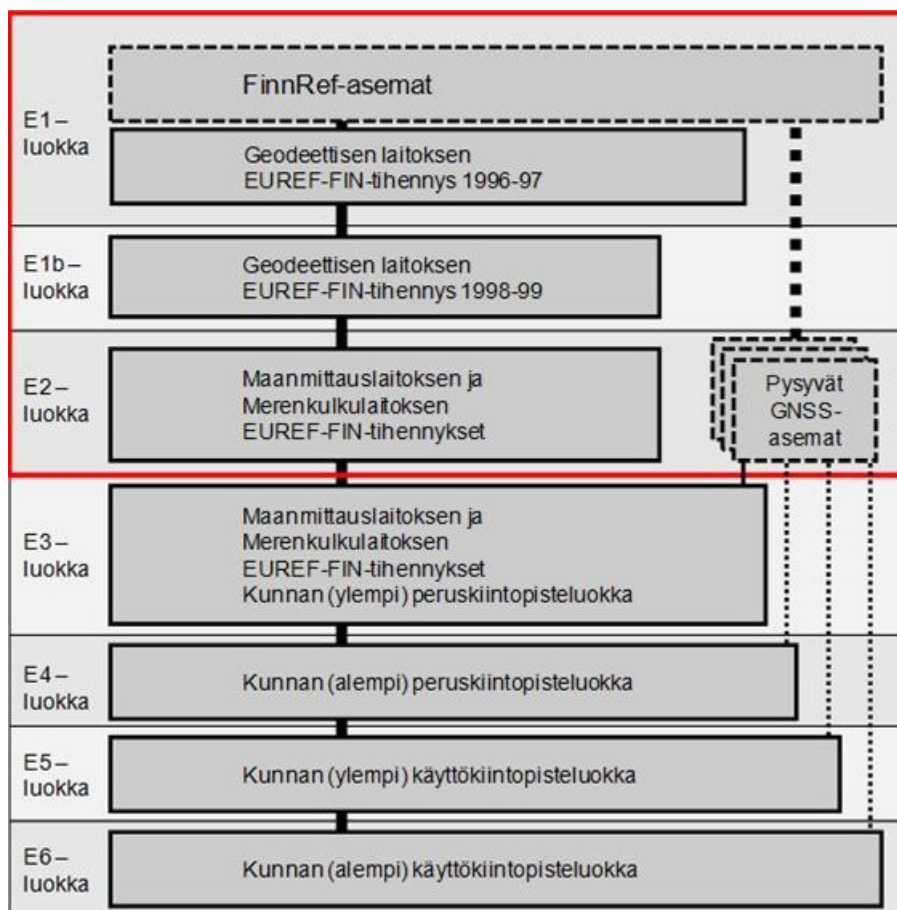 E1 –
luokka
FinnRef-asemat
Geodeettisen laitoksen
EUREF-FIN-tihennys 1996-97
E1b –
luokka
Geodeettisen laitoksen
EUREF-FIN-tihennys 1998-99
E2 –
luokka
Maanmittauslaitoksen ja
Merenkulkulaitoksen
EUREF-FIN-tihennykset
Pysyvät
GNSS-
asemat
E3 –
luokka
Maanmittauslaitoksen ja
Merenkulkulaitoksen
EUREF-FIN-tihennykset
Kunnan (ylempi) peruskiintopisteluokka
E4 –
luokka
Kunnan (alempi) peruskiintopisteluokka
E5 –
luokka
Kunnan (ylempi) käyttökiintopisteluokka
E6 –
luokka
Kunnan (alempi) käyttökiintopisteluokka